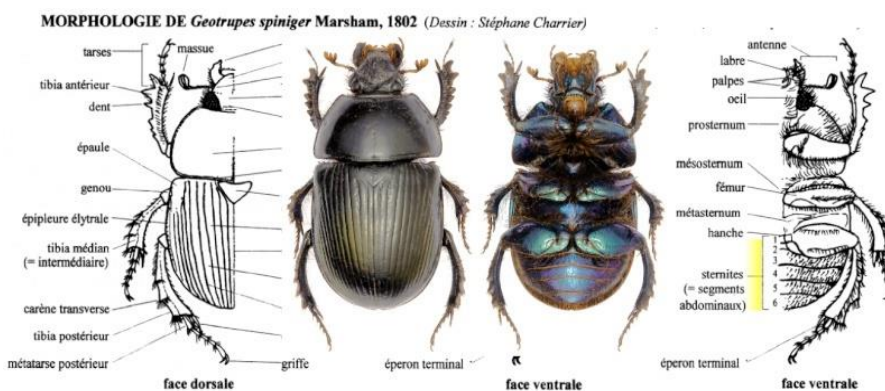 MORPHOLOGIE DE Geotrupes spiniger Marsham, 1802 (Dessin : Stéphane Charrier)
tarses
massue
tibia antérieur
dent
épaule
genou
épipleure élytrale
tibia médian
(= intermédiaire)
carène transverse
tibia postérieur
métatarse postérieur
griffe
face dorsale
éperon terminal
face ventrale
antenne
labre
palpes
oeil
prosternum
mésosternum
fémur
métasternum
hanche
1
2
3
4
5
6
sternites
(= segments
abdominaux)
éperon terminal
face ventrale